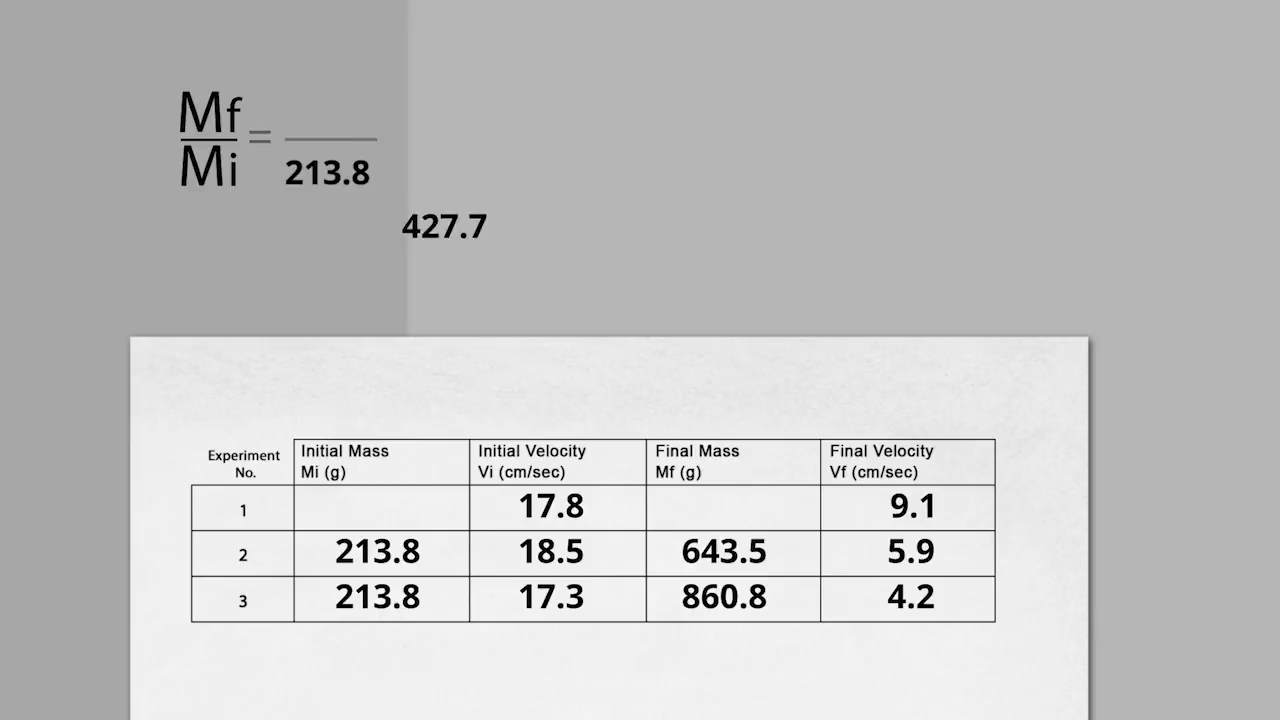 Mf
Mi
=
213.8
427.7
Experiment No. Initial Mass Mi (g) Initial Velocity Vi (cm/sec) Final Mass Mf (g) Final Velocity Vf (cm/sec)
1 17.8 9.1
2 213.8 18.5 643.5 5.9
3 213.8 17.3 860.8 4.2